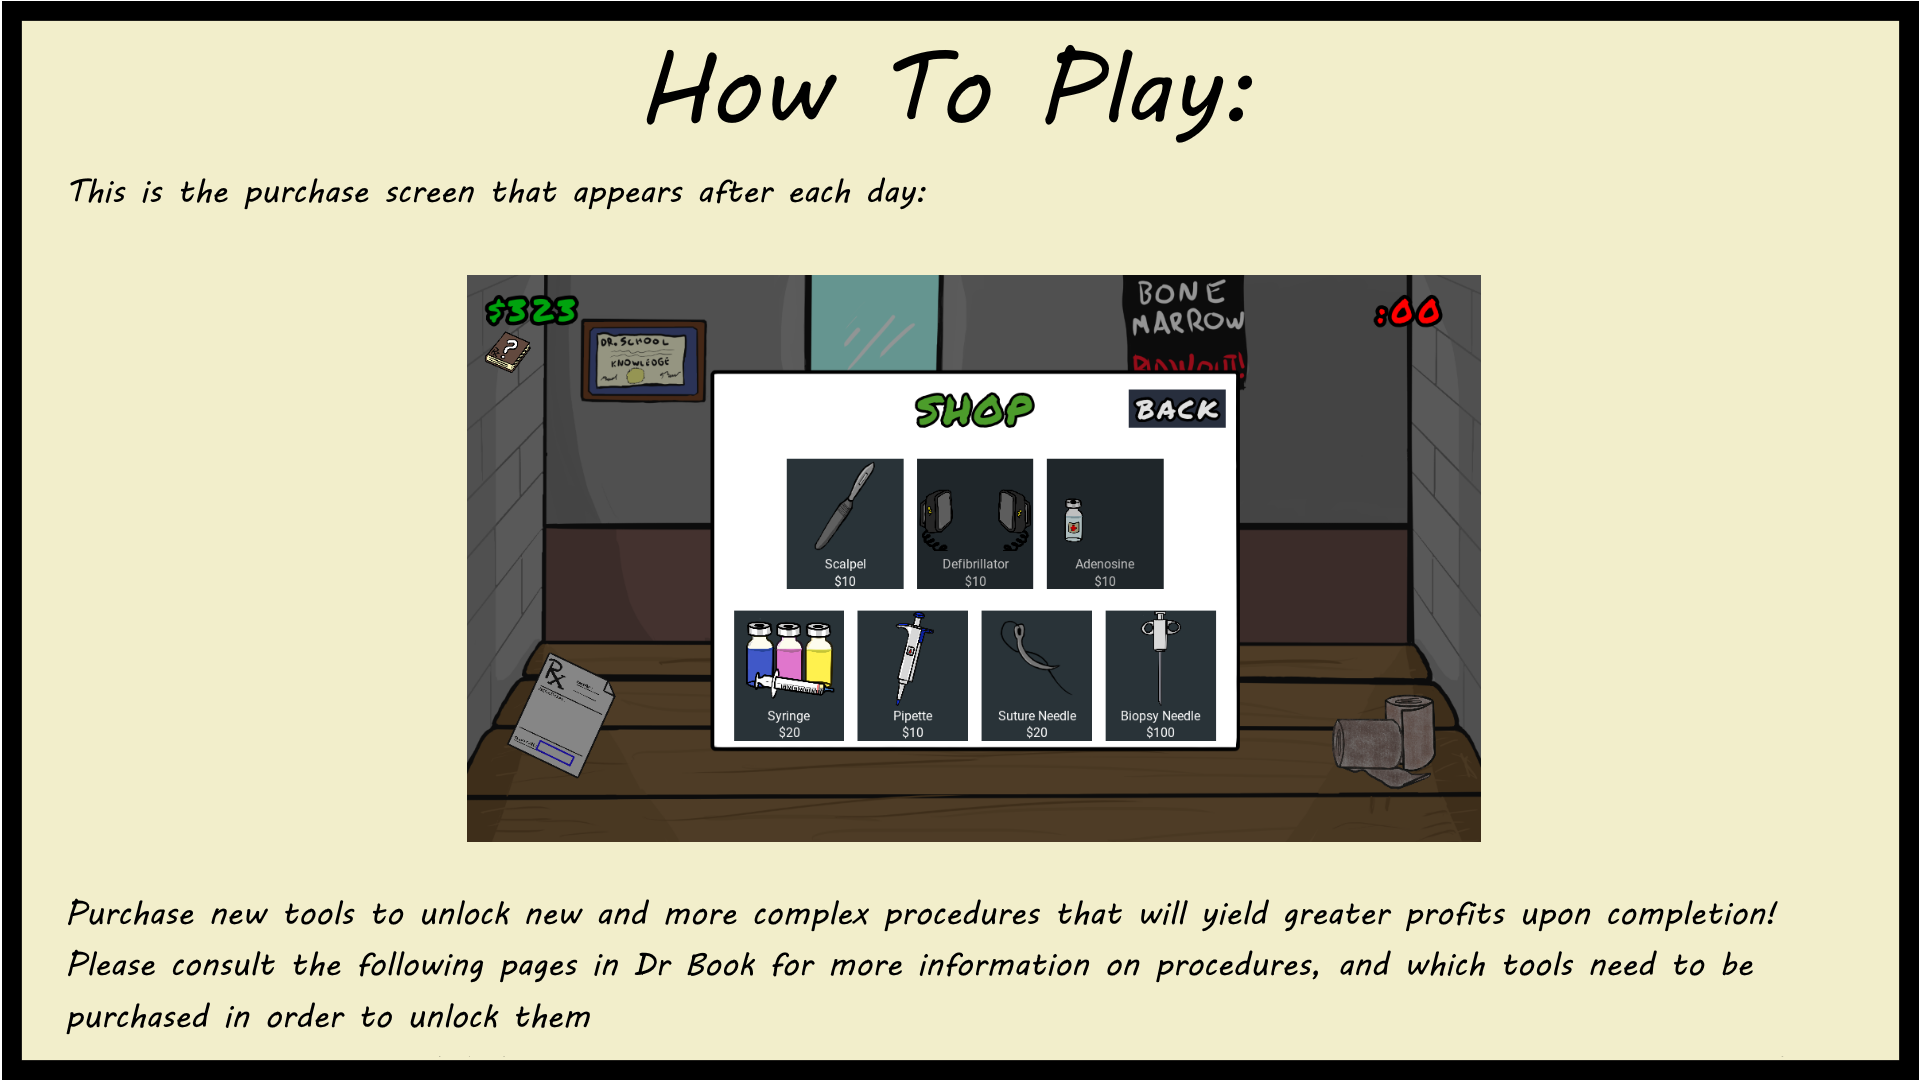 How To Play:
This is the purchase screen that appears after each day:
$323
:00
?
DR. SCHOOL
KNOWLEDGE
BONE
MARROW
SHOP
BACK
Scalpel
$10
Defibrillator
$10
Adenosine
$10
Syringe
$20
Pipette
$10
Suture Needle
$20
Biopsy Needle
$100
Rx
Purchase new tools to unlock new and more complex procedures that will yield greater profits upon completion!
Please consult the following pages in Dr Book for more information on procedures, and which tools need to be
purchased in order to unlock them